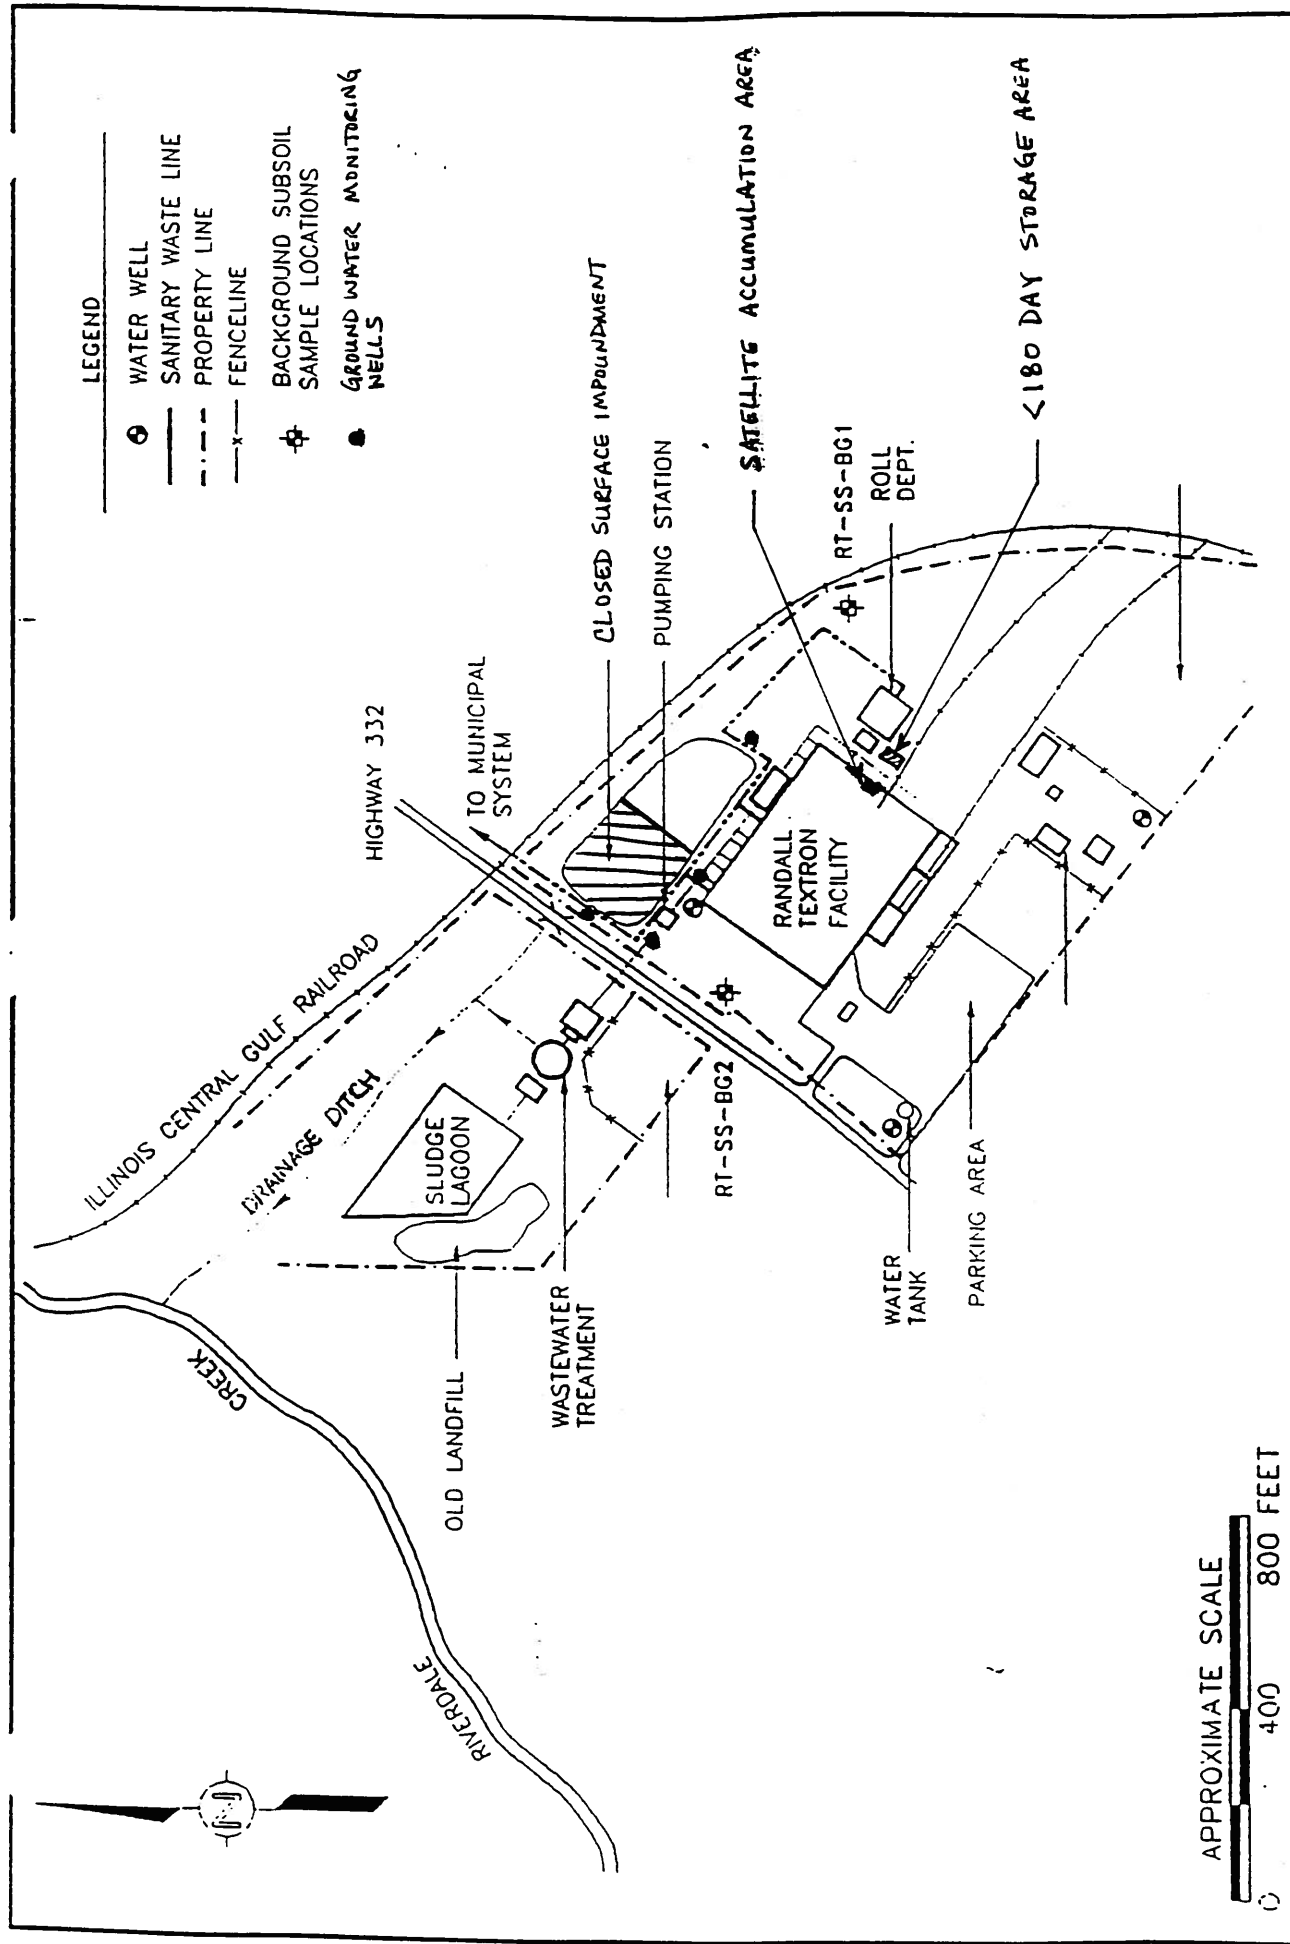 LEGEND
WATER WELL
SANITARY WASTE LINE
PROPERTY LINE
x FENCELINE
BACKGROUND SUBSOIL
SAMPLE LOCATIONS
GROUND WATER MONITORING
WELLS
HIGHWAY 332
TO MUNICIPAL
SYSTEM
CLOSED SURFACE IMPOUNDMENT
PUMPING STATION
SATELLITE ACCUMULATION AREA
RT-SS-BG1
ROLL
DEPT.
<180 DAY STORAGE AREA
ILLINOIS CENTRAL GULF RAILROAD
DRAINAGE DITCH
SLUDGE
LAGOON
RANDALL
TEXTRON
FACILITY
RT-SS-BG2
OLD LANDFILL
WASTEWATER
TREATMENT
WATER
TANK
PARKING AREA
RIVERDALE
CREEK
N
APPROXIMATE SCALE
0 400 800 FEET